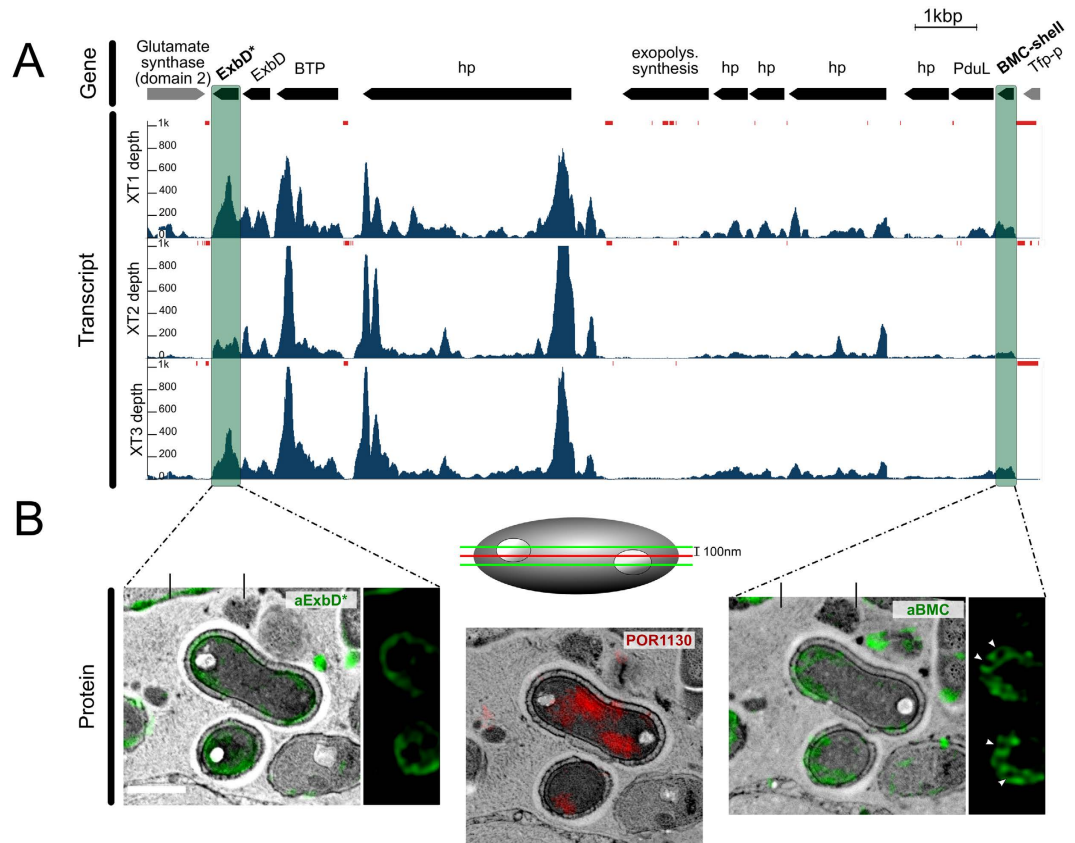 1kbp
A
Gene
Glutamate
synthase
(domain 2)
ExbD*
ExbD
BTP
hp
exopolys.
synthesis
hp
hp
hp
hp
PduL
BMC-shell
Tfp-p
Transcript
XT1 depth
1k
800
600
400
200
0
XT2 depth
1k
800
600
400
200
0
XT3 depth
1k
800
600
400
200
0
B
Protein
100nm
aExbD*
POR1130
aBMC